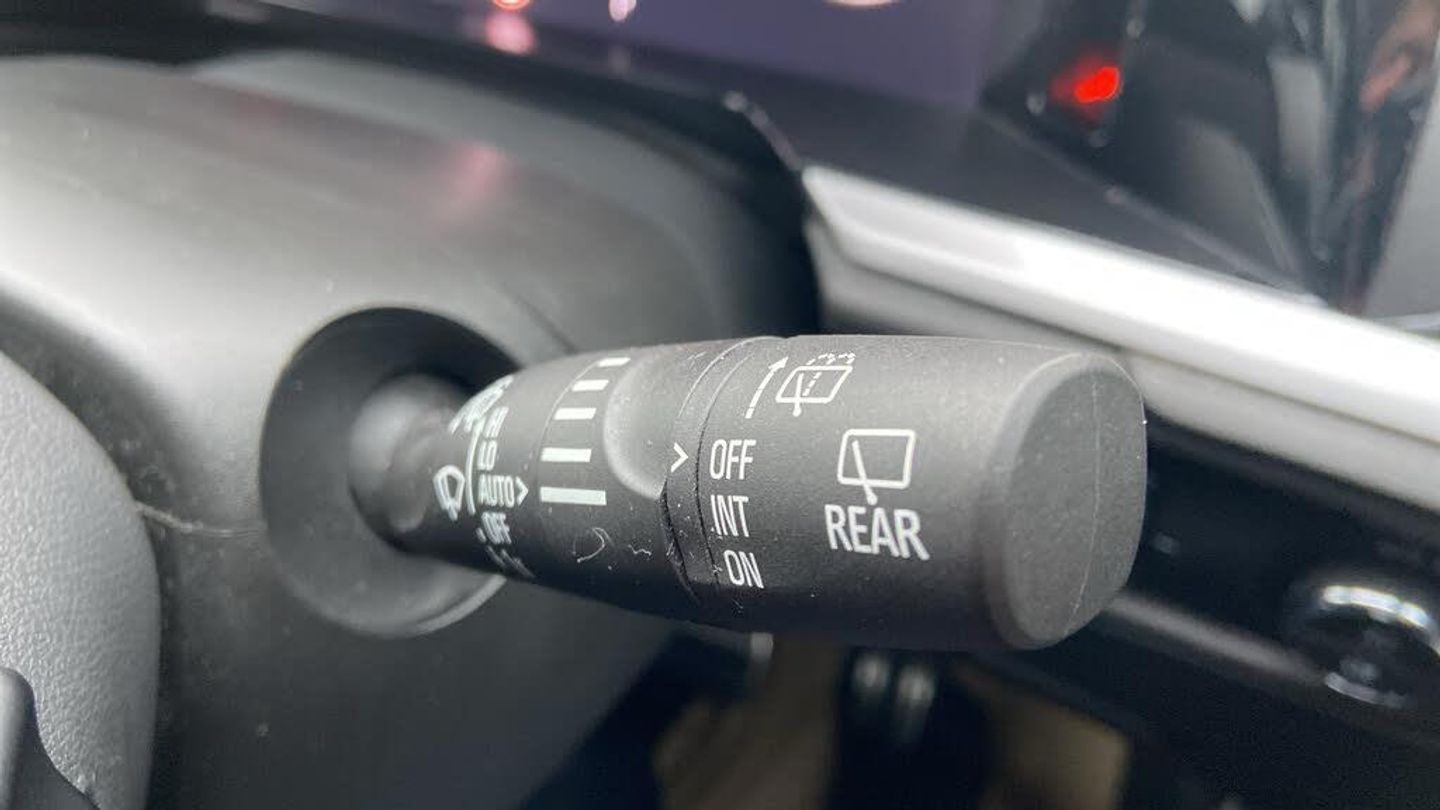 HI
LO
AUTO >
OFF
>
OFF
INT
ON
REAR